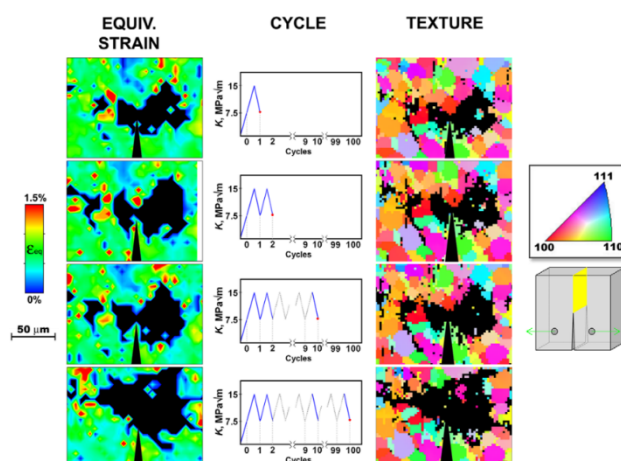 EQUIV.
STRAIN
CYCLE
TEXTURE
K, MPa√m
15
7.5
0 1 2 9 10 99 100
Cycles
K, MPa√m
15
7.5
0 1 2 9 10 99 100
Cycles
K, MPa√m
15
7.5
0 1 2 9 10 99 100
Cycles
K, MPa√m
15
7.5
0 1 2 9 10 99 100
Cycles
1.5%
εeq
0%
50 μm
111
100
110